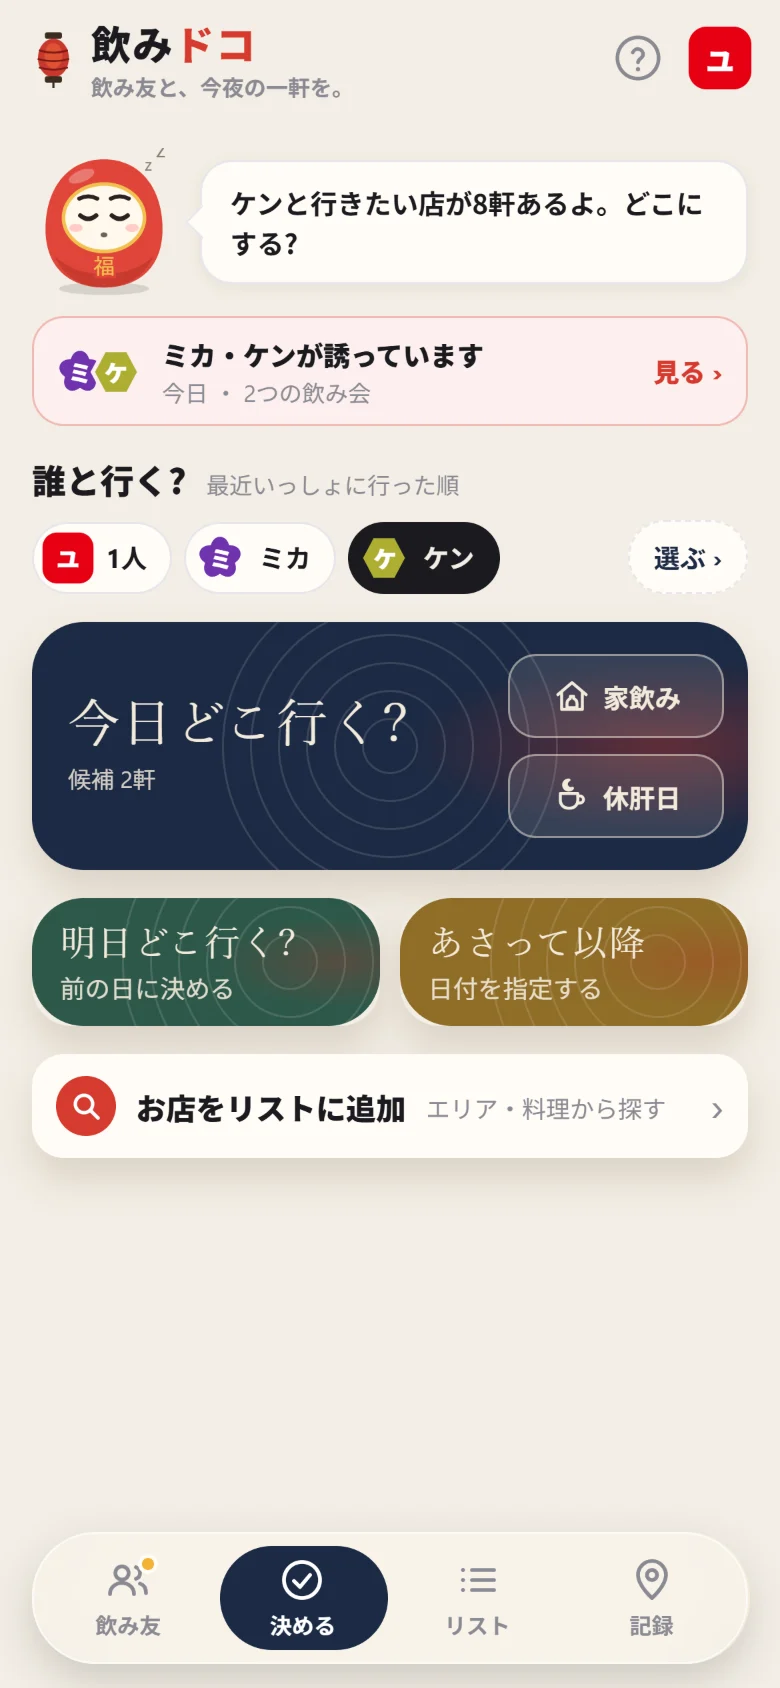 飲みドコ
飲み友と、今夜の一軒を。
ユ
z z
福
ケンと行きたい店が8軒あるよ。どこに
する?
ミ ケ
ミカ・ケンが誘っています
今日 ・ 2つの飲み会
見る ›
誰と行く? 最近いっしょに行った順
ユ 1人
ミ ミカ
ケ ケン
選ぶ ›
今日どこ行く?
候補 2軒
家飲み
休肝日
明日どこ行く?
前の日に決める
あさって以降
日付を指定する
お店をリストに追加 エリア・料理から探す ›
飲み友
決める
リスト
記録